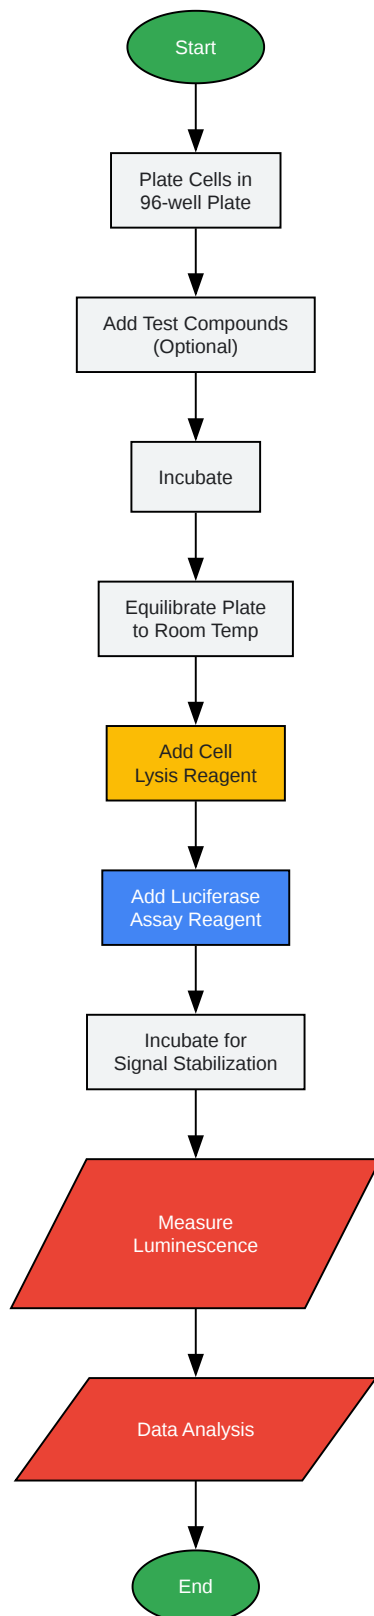 Start
Plate Cells in
96-well Plate
Add Test Compounds
(Optional)
Incubate
Equilibrate Plate
to Room Temp
Add Cell
Lysis Reagent
Add Luciferase
Assay Reagent
Incubate for
Signal Stabilization
Measure
Luminescence
Data Analysis
End